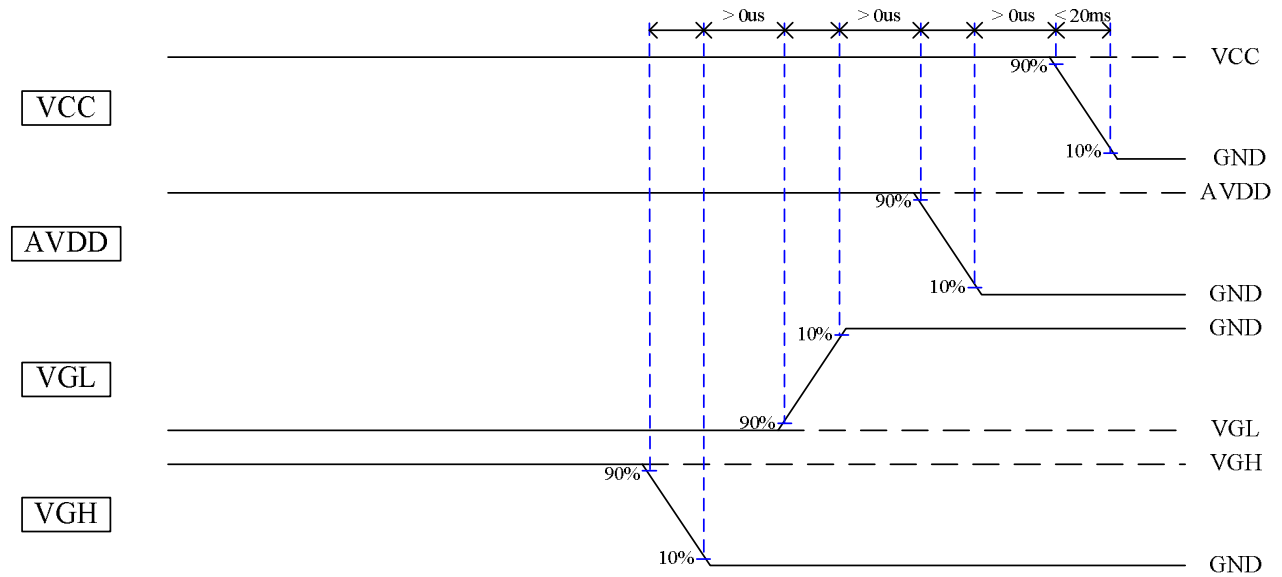 > 0us > 0us > 0us < 20ms
VCC
90%
VCC
10%
GND
AVDD
90%
AVDD
10%
GND
GND
10%
VGL
90%
VGL
VGH
90%
VGH
10%
GND